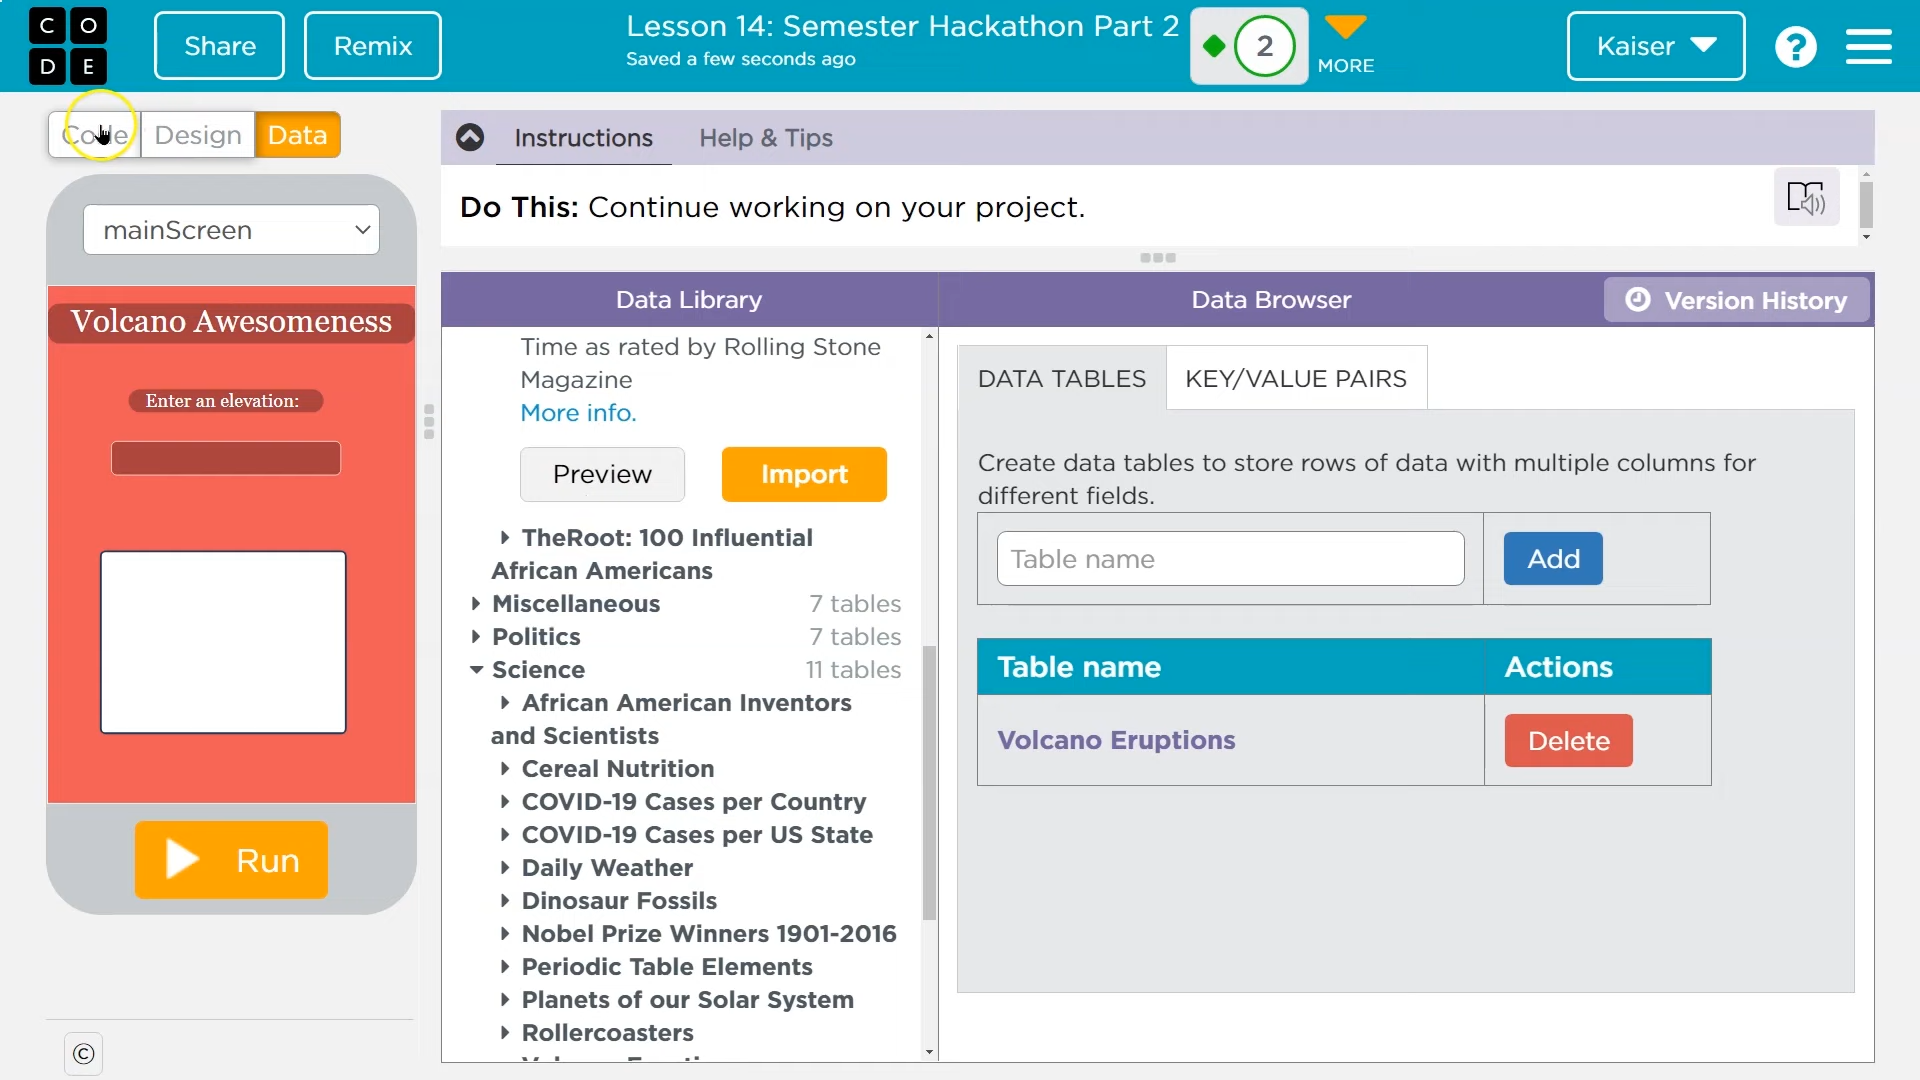 C O
D E
Share
Remix
Lesson 14: Semester Hackathon Part 2
Saved a few seconds ago
2
MORE
Kaiser
?
Code
Design
Data
mainScreen
Volcano Awesomeness
Enter an elevation:
Run
©
Instructions
Help & Tips
Do This: Continue working on your project.
Data Library
Time as rated by Rolling Stone
Magazine
More info.
Preview
Import
TheRoot: 100 Influential
African Americans
Miscellaneous 7 tables
Politics 7 tables
Science 11 tables
African American Inventors
and Scientists
Cereal Nutrition
COVID-19 Cases per Country
COVID-19 Cases per US State
Daily Weather
Dinosaur Fossils
Nobel Prize Winners 1901-2016
Periodic Table Elements
Planets of our Solar System
Rollercoasters
Data Browser
Version History
DATA TABLES
KEY/VALUE PAIRS
Create data tables to store rows of data with multiple columns for
different fields.
Table name
Add
Table name
Actions
Volcano Eruptions
Delete